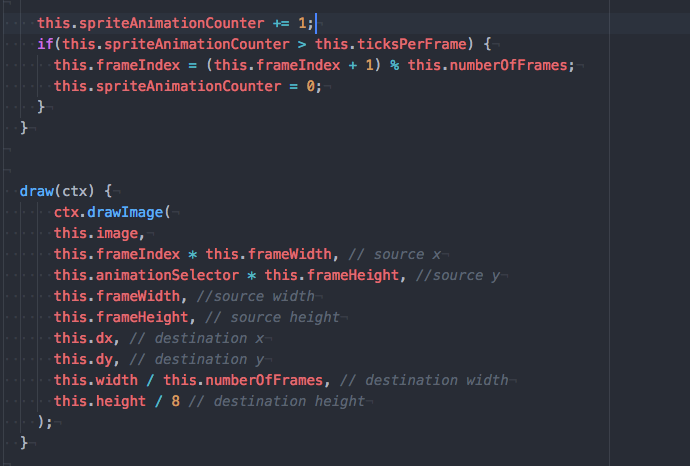 this.spriteAnimationCounter += 1;
if(this.spriteAnimationCounter > this.ticksPerFrame) {
this.frameIndex = (this.frameIndex + 1) % this.numberOfFrames;
this.spriteAnimationCounter = 0;
}
}
draw(ctx) {
ctx.drawImage(
this.image,
this.frameIndex * this.frameWidth, // source x
this.animationSelector * this.frameHeight, //source y
this.frameWidth, //source width
this.frameHeight, // source height
this.dx, // destination x
this.dy, // destination y
this.width / this.numberOfFrames, // destination width
this.height / 8 // destination height
);
}